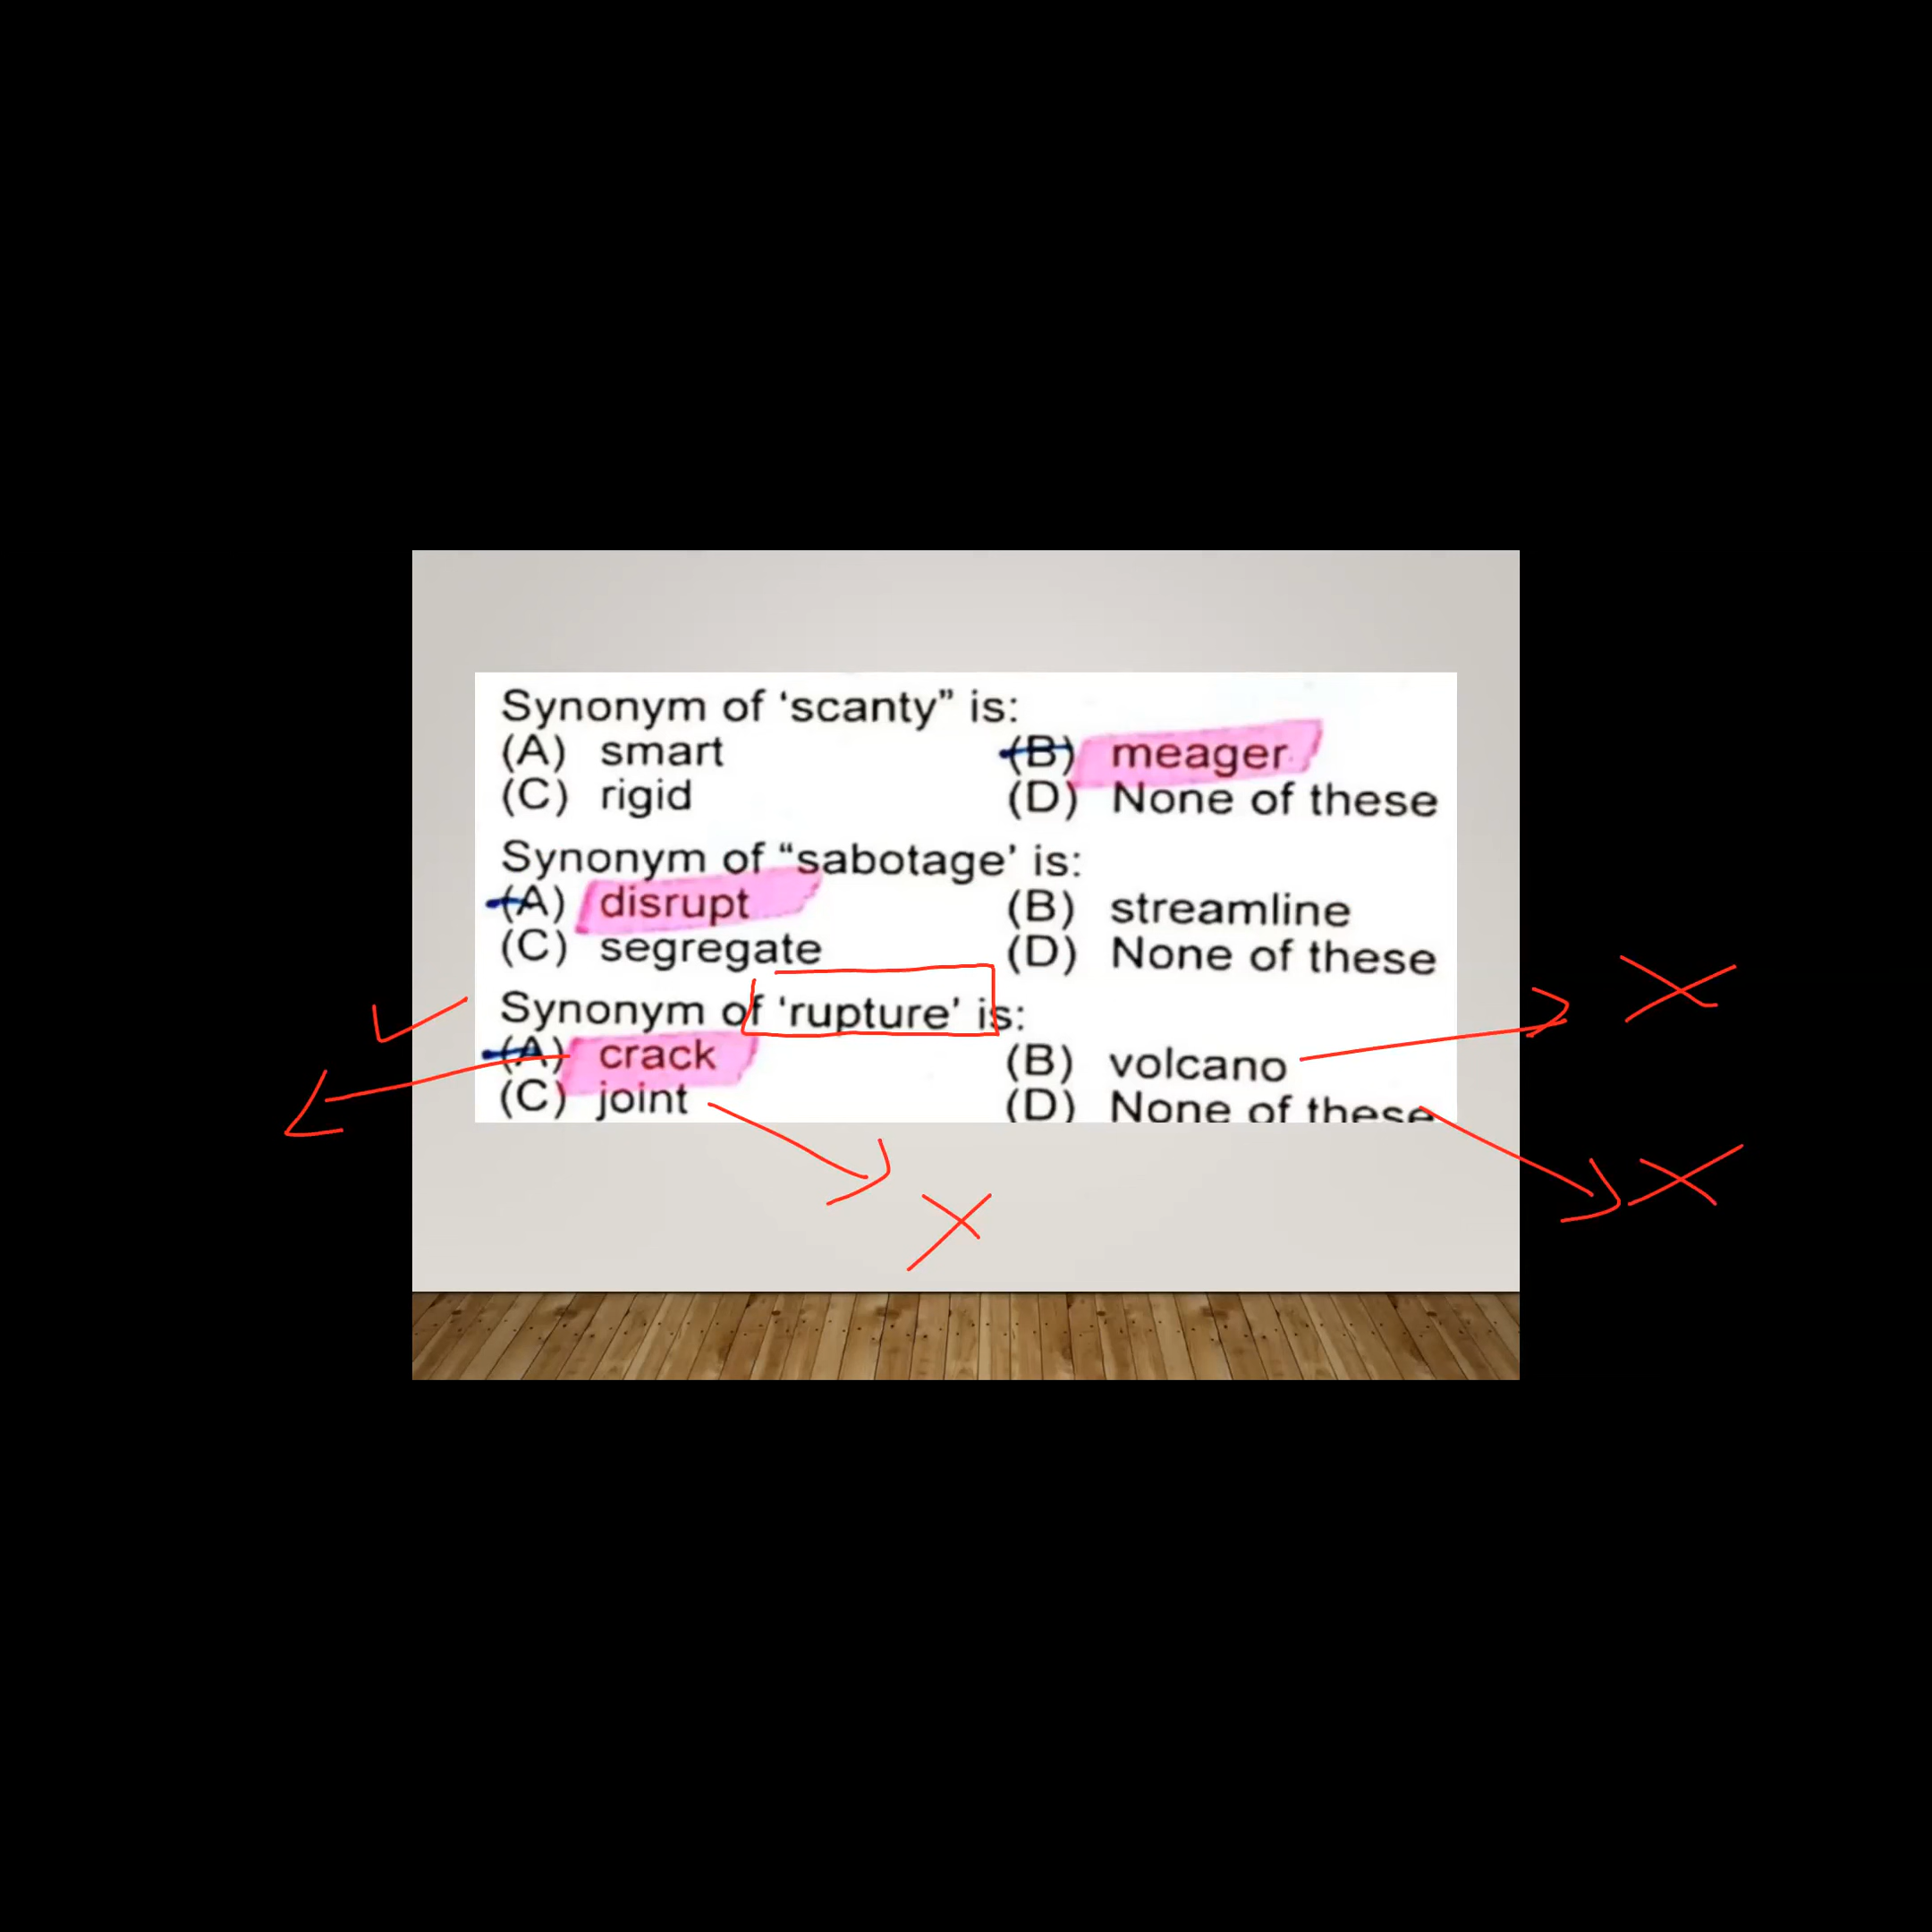 Synonym of ‘scanty” is:
(A) smart (B) meager
(C) rigid (D) None of these
Synonym of “sabotage’ is:
(A) disrupt (B) streamline
(C) segregate (D) None of these
Synonym of ‘rupture’ is:
(A) crack (B) volcano
(C) joint (D) None of these